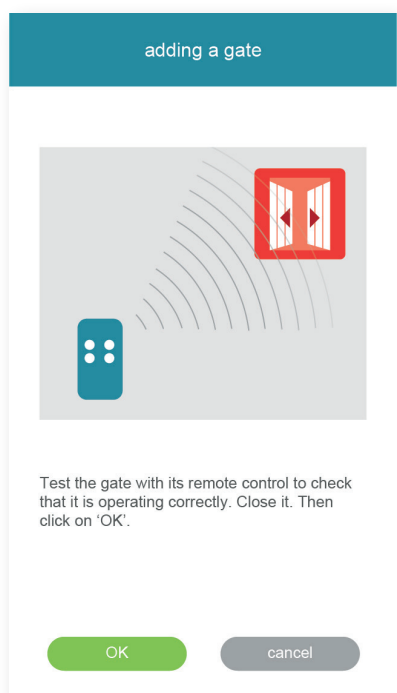 adding a gate
Test the gate with its remote control to check
that it is operating correctly. Close it. Then
click on ‘OK’.
OK
cancel